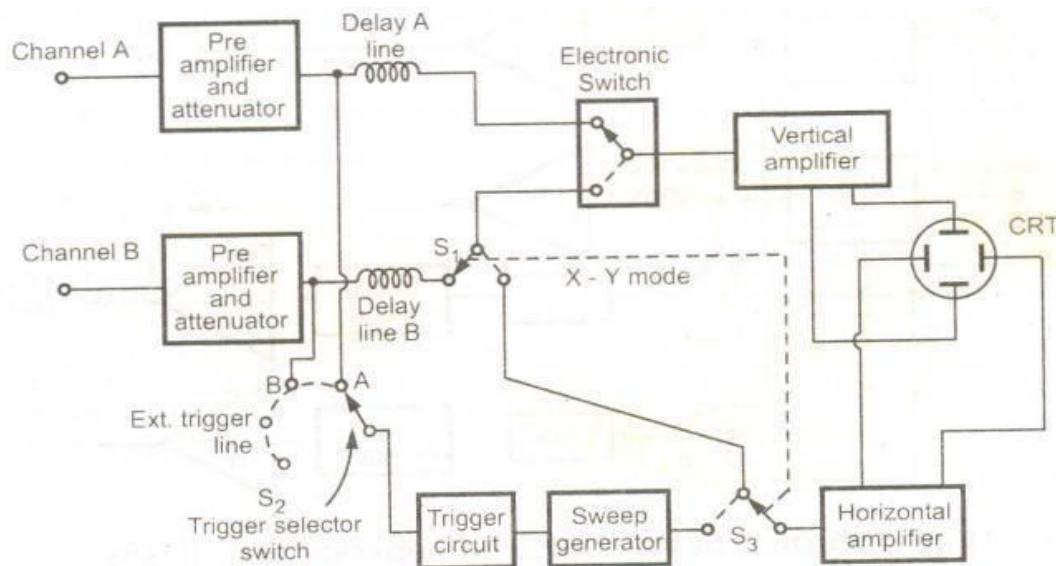 Channel A
Pre
amplifier
and
attenuator
Delay A
line
Electronic
Switch
Vertical
amplifier
CRT
Channel B
Pre
amplifier
and
attenuator
Delay
line B
S1
X - Y mode
B
A
Ext. trigger
line
S2
Trigger selector
switch
Trigger
circuit
Sweep
generator
S3
Horizontal
amplifier